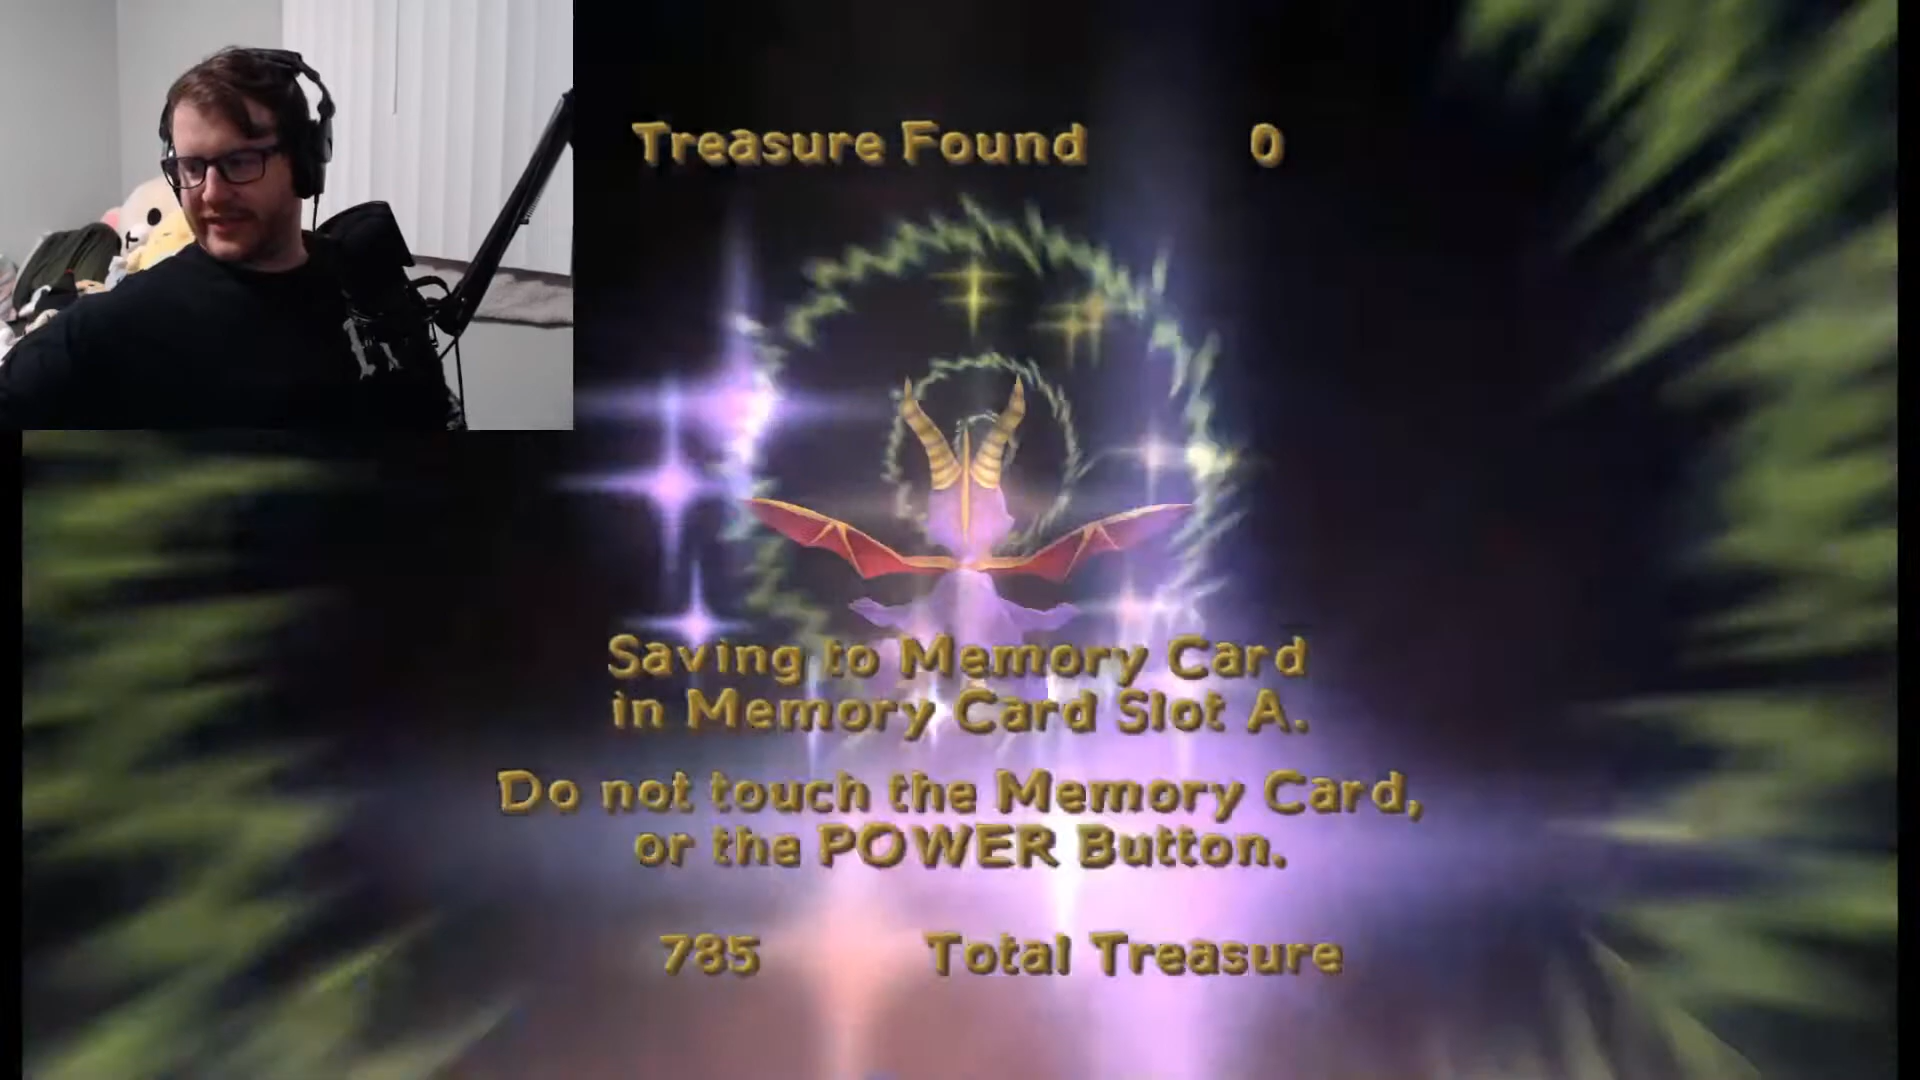 Treasure Found 0
Saving to Memory Card
in Memory Card Slot A.
Do not touch the Memory Card,
or the POWER Button.
785 Total Treasure